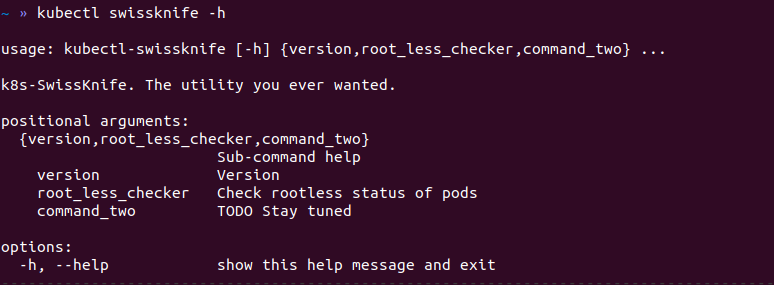 ~ » kubectl swissknife -h
usage: kubectl-swissknife [-h] {version,root_less_checker,command_two} ...
k8s-SwissKnife. The utility you ever wanted.
positional arguments:
{version,root_less_checker,command_two}
Sub-command help
version Version
root_less_checker Check rootless status of pods
command_two TODO Stay tuned
options:
-h, --help show this help message and exit